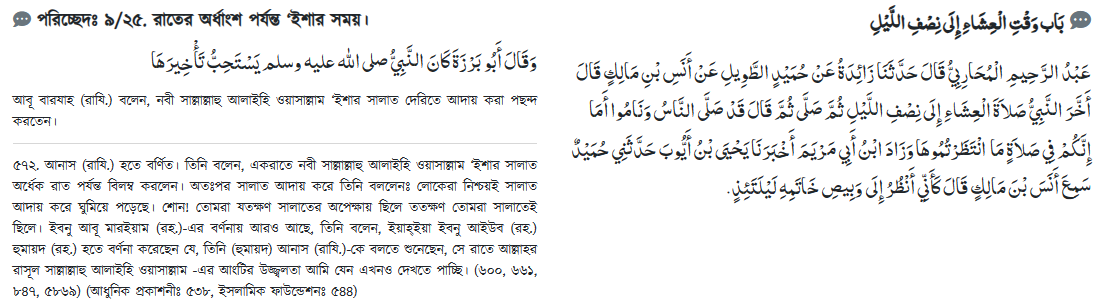 পরিচ্ছেদঃ ৯/২৫. রাতের অর্ধাংশ পর্যন্ত 'ইশার সময়।
وَقَالَ أَبُو بَرْزَةَ كَانَ النَّبِيُّ صلى الله عليه وسلم يَسْتَحِبُّ تَأْخِيرَهَا
আবূ বারযাহ (রাযি.) বলেন, নবী সাল্লাল্লাহু আলাইহি ওয়াসাল্লাম 'ইশার সালাত দেরিতে আদায় করা পছন্দ
করতেন।
৫৭২. আনাস (রাযি.) হতে বর্ণিত। তিনি বলেন, একরাতে নবী সাল্লাল্লাহু আলাইহি ওয়াসাল্লাম 'ইশার সালাত
অর্ধেক রাত পর্যন্ত বিলম্ব করলেন। অতঃপর সালাত আদায় করে তিনি বললেনঃ লোকেরা নিশ্চয়ই সালাত
আদায় করে ঘুমিয়ে পড়েছে। শোন! তোমরা যতক্ষণ সালাতের অপেক্ষায় ছিলে ততক্ষণ তোমরা সালাতেই
ছিলে। ইবনু আবূ মারইয়াম (রহ.)-এর বর্ণনায় আরও আছে, তিনি বলেন, ইয়াহ্ইয়া ইবনু আইউব (রহ.)
হুমায়দ (রহ.) হতে বর্ণনা করেছেন যে, তিনি (হুমায়দ) আনাস (রাযি.)-কে বলতে শুনেছেন, সে রাতে আল্লাহর
রাসূল সাল্লাল্লাহু আলাইহি ওয়াসাল্লাম -এর আংটির উজ্জ্বলতা আমি যেন এখনও দেখতে পাচ্ছি। (৬০০, ৬৬১,
৮৪৭, ৫৮৬৯) (আধুনিক প্রকাশনীঃ ৫৩৮, ইসলামিক ফাউন্ডেশনঃ ৫৪৪)
بَاب وَقْتِ الْعِشَاءِ إِلَى نِصْفِ اللَّيْلِ
عَبْدُ الرَّحِيمِ الْمُحَارِبِيُّ قَالَ حَدَّثَنَا زَائِدَةُ عَنْ حُمَيْدٍ الطَّوِيلِ عَنْ أَنَسِ بْنِ مَالِكٍ قَالَ
أَخَّرَ النَّبِيُّ صَلاَةَ الْعِشَاءِ إِلَى نِصْفِ اللَّيْلِ ثُمَّ صَلَّى ثُمَّ قَالَ قَدْ صَلَّى النَّاسُ وَنَامُوا أَمَا
إِنَّكُمْ فِي صَلاَةٍ مَا انْتَظَرْتُمُوهَا وَزَادَ ابْنُ أَبِي مَرْيَمَ أَخْبَرَنَا يَحْيَى بْنُ أَيُّوبَ حَدَّثَنِي حُمَيْدٌ
سَمِعَ أَنَسَ بْنَ مَالِكٍ قَالَ كَأَنِّي أَنْظُرُ إِلَى وَبِيصِ خَاتَمِهِ لَيْلَتَئِذٍ.